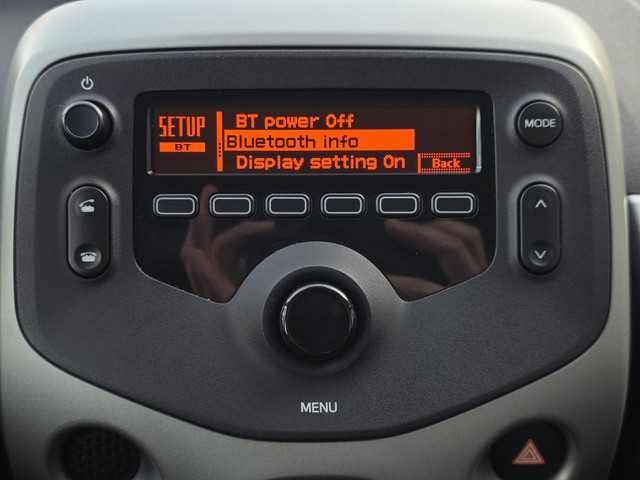 SETUP
BT
BT power Off
Bluetooth info
Display setting On
Back
MODE
MENU